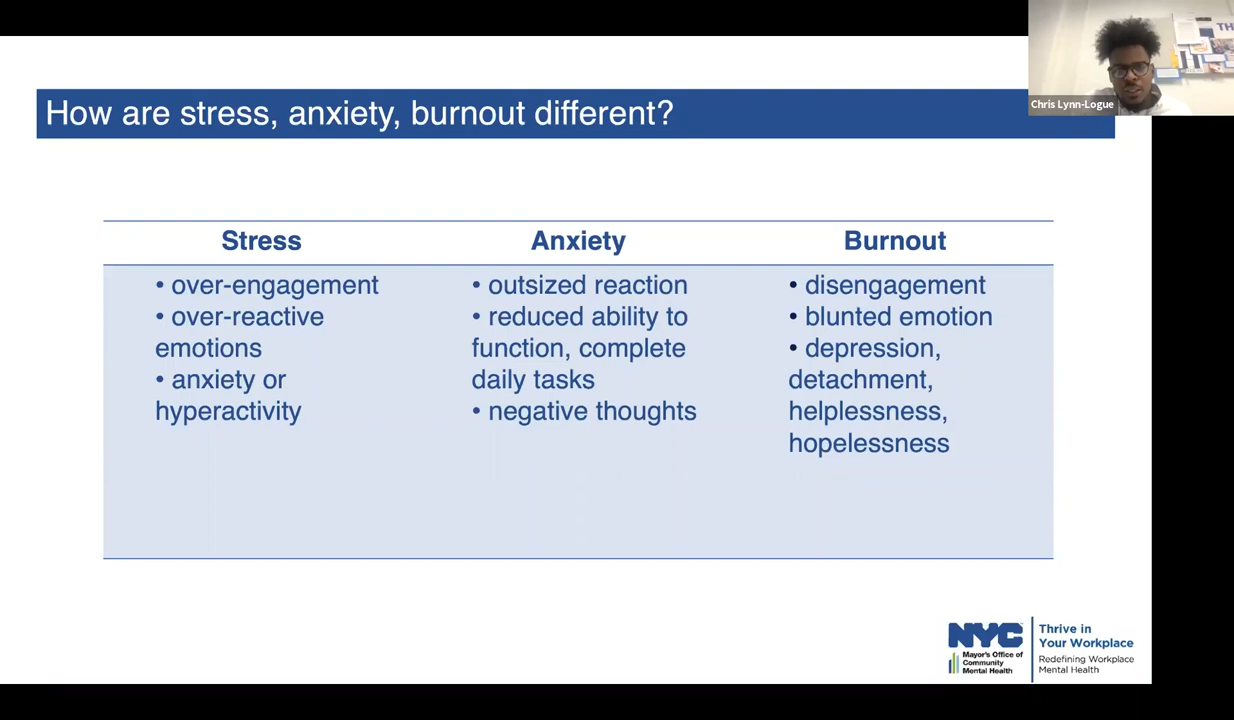 How are stress, anxiety, burnout different?
Chris Lynn-Logue
Stress
• over-engagement
• over-reactive
emotions
• anxiety or
hyperactivity
Anxiety
• outsized reaction
• reduced ability to
function, complete
daily tasks
• negative thoughts
Burnout
• disengagement
• blunted emotion
• depression,
detachment,
helplessness,
hopelessness
NYC
Mayor's Office of
Community
Mental Health
Thrive in
Your Workplace
Redefining Workplace
Mental Health
TH